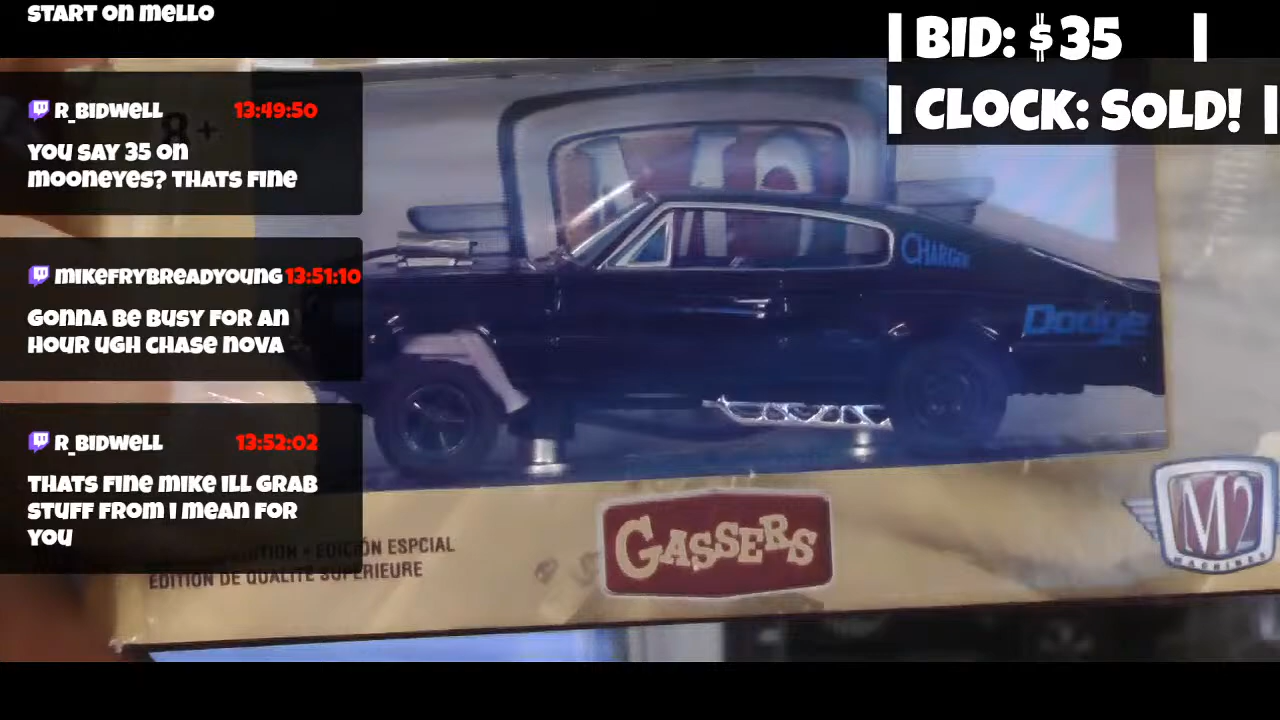 START ON MELLO
| BID: $35 |
| CLOCK: SOLD! |
R_BIDWELL 13:49:50
YOU SAY 35 ON
MOONEYES? THATS FINE
MIKEFRYBREADYOUNG 13:51:10
GONNA BE BUSY FOR AN
HOUR UGH CHASE NOVA
R_BIDWELL 13:52:02
THATS FINE MIKE ILL GRAB
STUFF FROM I MEAN FOR
YOU
8+
CHARGER
Dodge
GASSERS
M2
MACHINES
EDICIÓN ESPCIAL
EDITION DE QUALITE SUPERIEURE